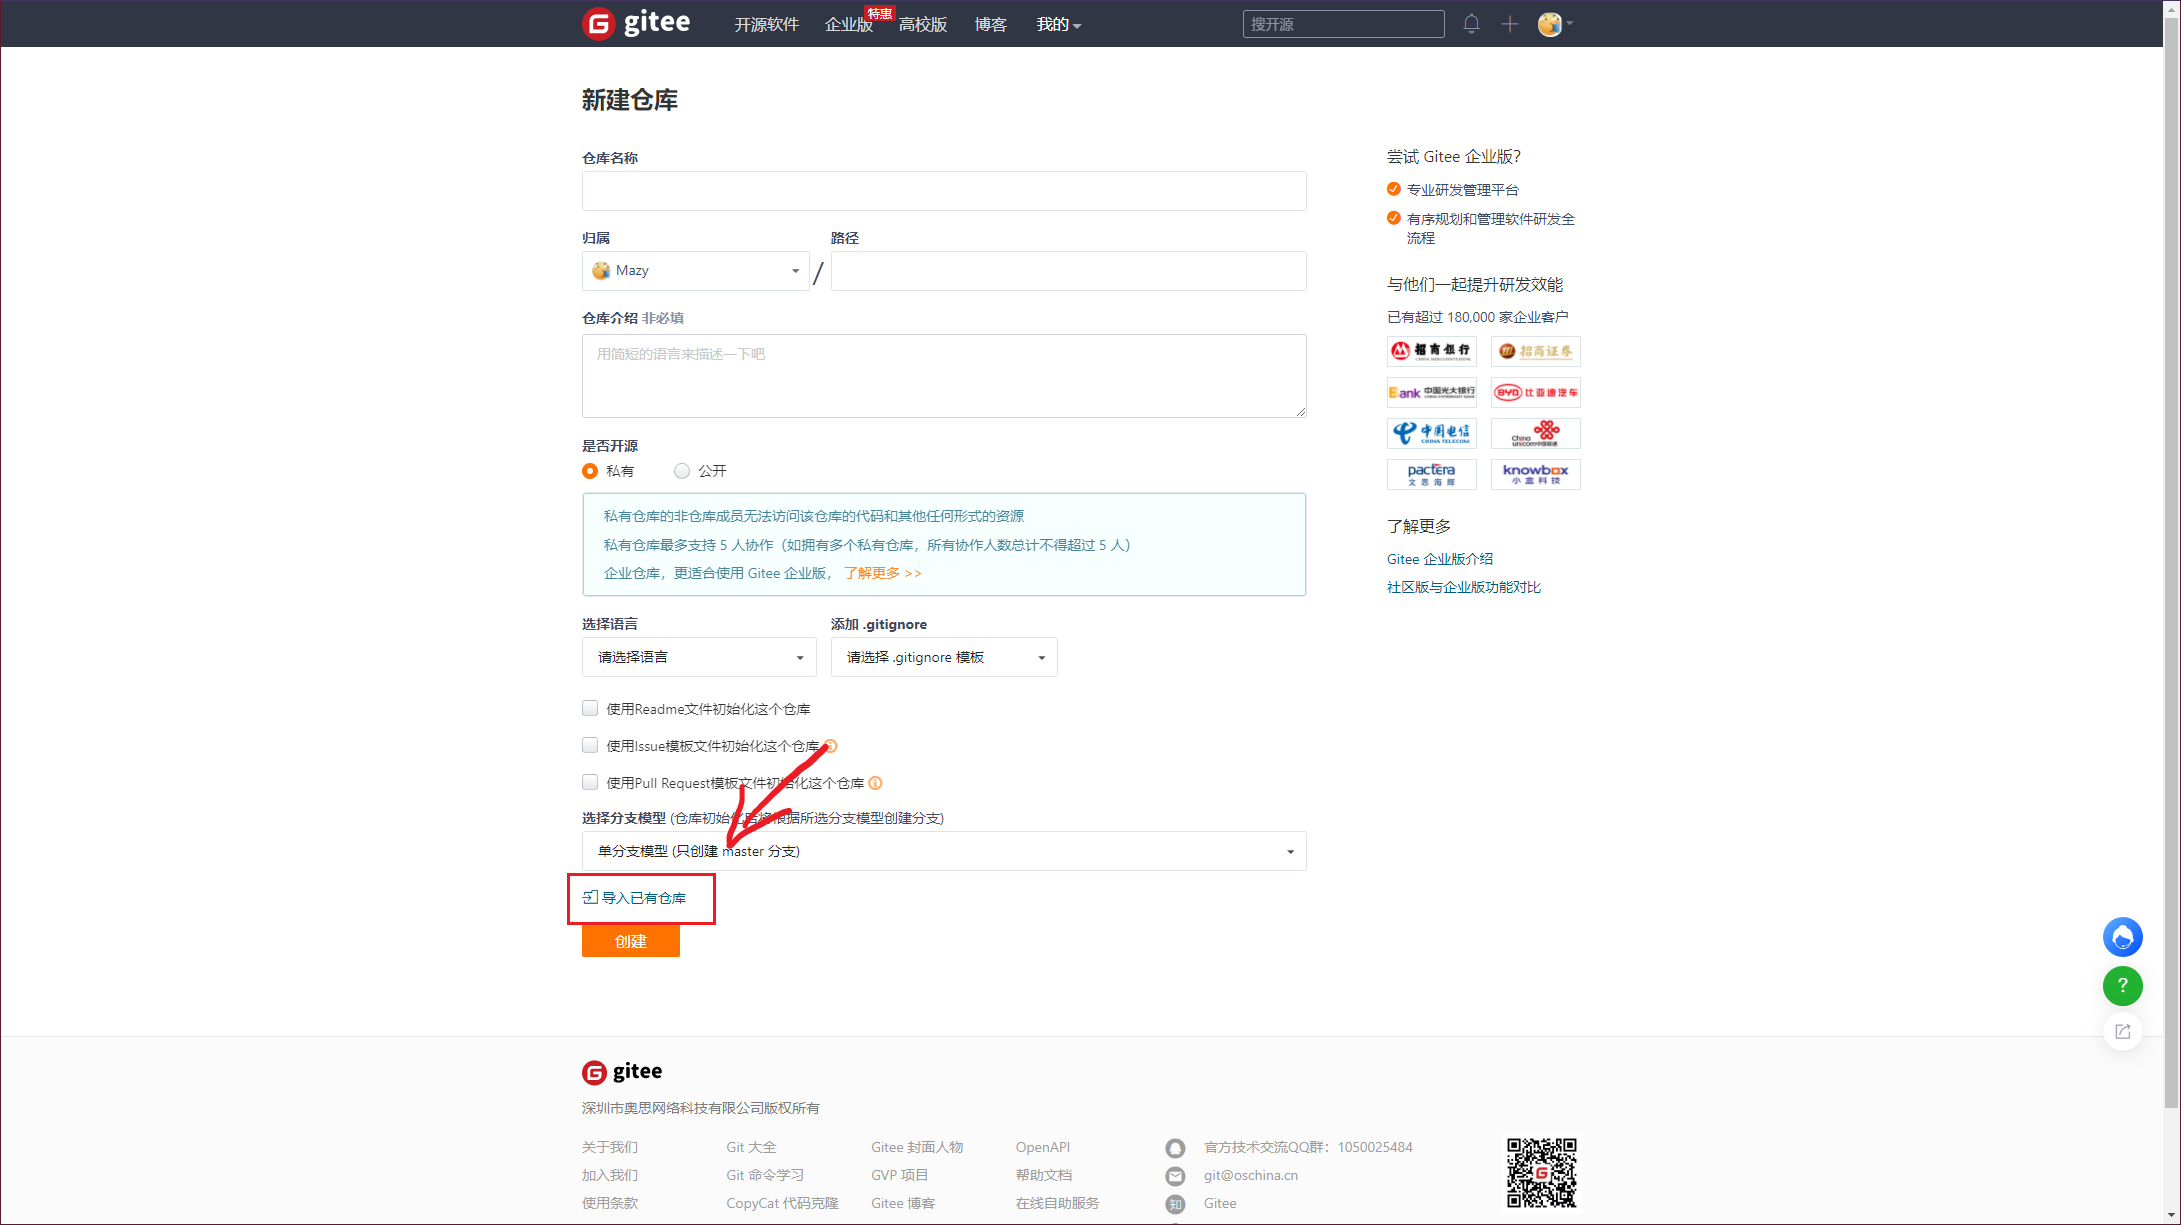 gitee
开源软件
企业版
特惠
高校版
博客
我的
搜开源
新建仓库
仓库名称
归属
路径
Mazy
/
仓库介绍 非必填
用简短的语言来描述一下吧
是否开源
私有
公开
私有仓库的非仓库成员无法访问该仓库的代码和其他任何形式的资源
私有仓库最多支持 5 人协作（如拥有多个私有仓库，所有协作人数总计不得超过 5 人）
企业仓库，更适合使用 Gitee 企业版， 了解更多 >>
选择语言
添加 .gitignore
请选择语言
请选择 .gitignore 模板
使用Readme文件初始化这个仓库
使用Issue模板文件初始化这个仓库
使用Pull Request模板文件初始化这个仓库
选择分支模型 (仓库初始化后将根据所选分支模型创建分支)
单分支模型 (只创建 master 分支)
导入已有仓库
创建
尝试 Gitee 企业版?
专业研发管理平台
有序规划和管理软件研发全
流程
与他们一起提升研发效能
已有超过 180,000 家企业客户
招商银行
CHINA MERCHANTS BANK
招商证券
Bank 中国光大银行
CHINA EVERBRIGHT BANK
BYD 比亚迪汽车
中国电信
CHINA TELECOM
China
unicom中国联通
pactera
文思海辉
knowbox
小盒科技
了解更多
Gitee 企业版介绍
社区版与企业版功能对比
?
gitee
深圳市奥思网络科技有限公司版权所有
关于我们
Git 大全
Gitee 封面人物
OpenAPI
官方技术交流QQ群：1050025484
加入我们
Git 命令学习
GVP 项目
帮助文档
git@oschina.cn
使用条款
CopyCat 代码克隆
Gitee 博客
在线自助服务
知
Gitee